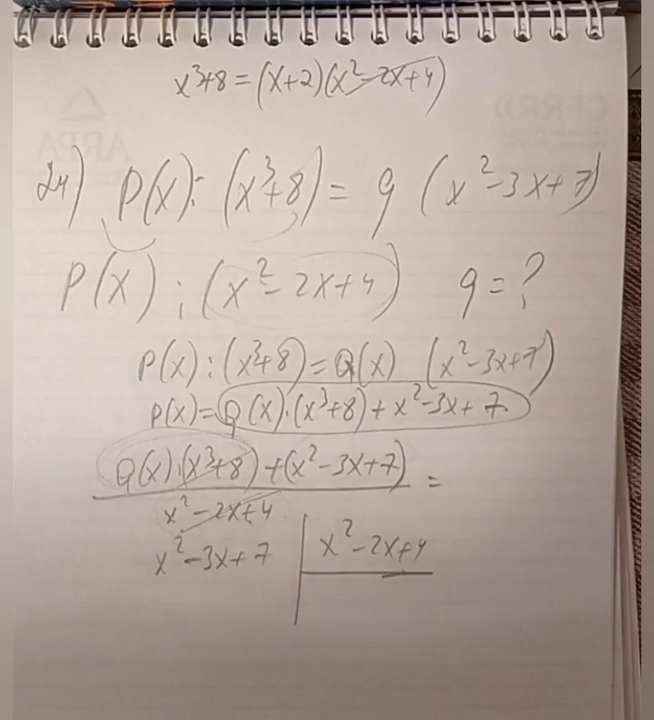 x³+8=(x+2)(x²-2x+4)
24) P(x):(x³+8)= q (x²-3x+7)
P(x):(x²-2x+4) q=?
P(x):(x³+8)=Q(x) (x²-3x+7)
P(x)=Q(x)·(x³+8)+x²-3x+7
Q(x)·(x³+8)+(x²-3x+7) =
x²-2x+4
x²-3x+7 | x²-2x+4